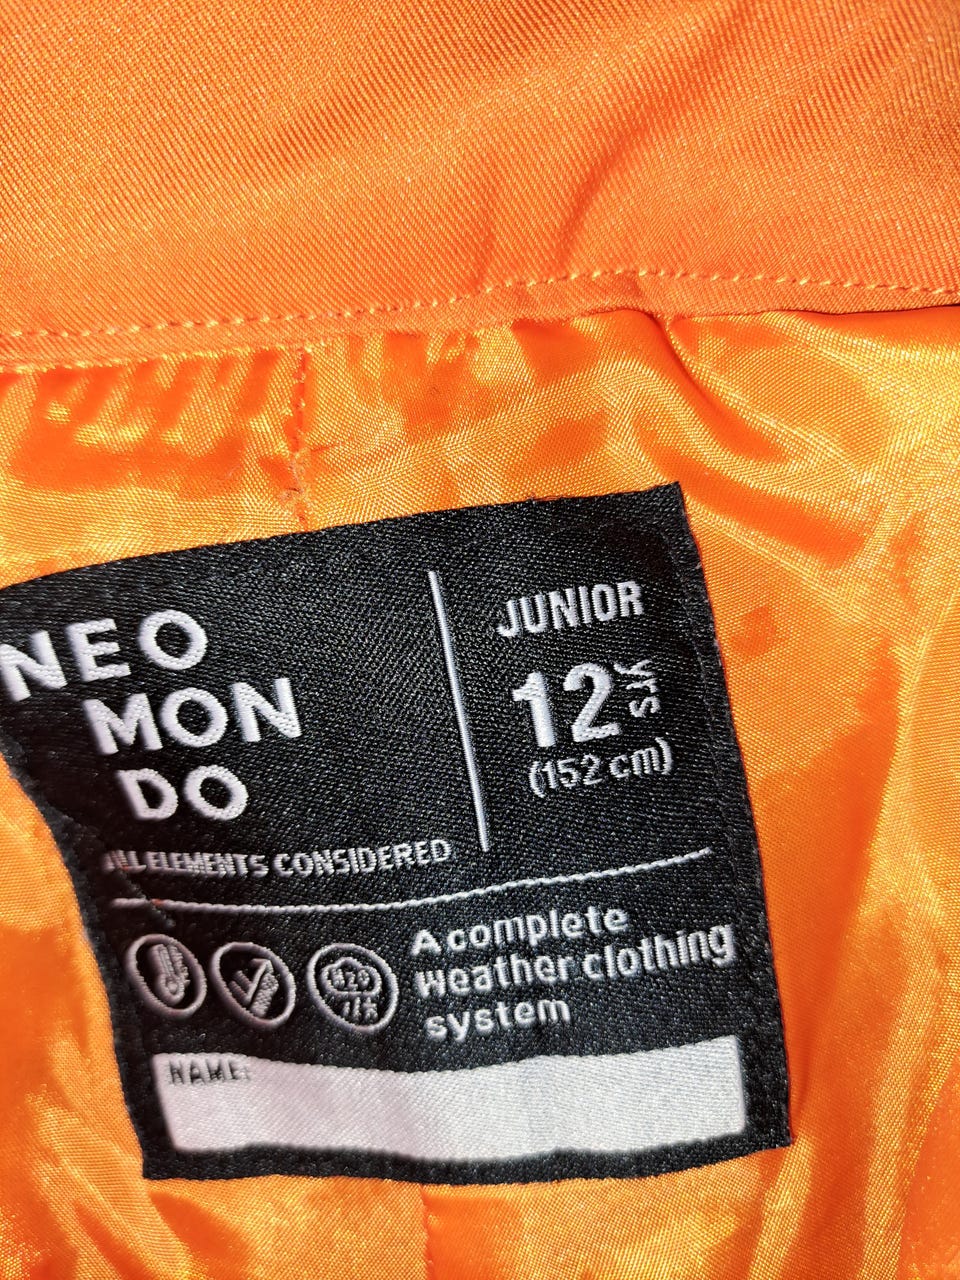 NEO
MON
DO
ALL ELEMENTS CONSIDERED
JUNIOR
12 YRS
(152 cm)
A complete
weather clothing
system
NAME: